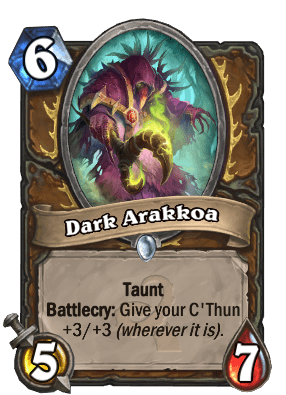 6
Dark Arakkoa
Taunt
Battlecry: Give your C'Thun
+3/+3 (wherever it is).
5
7